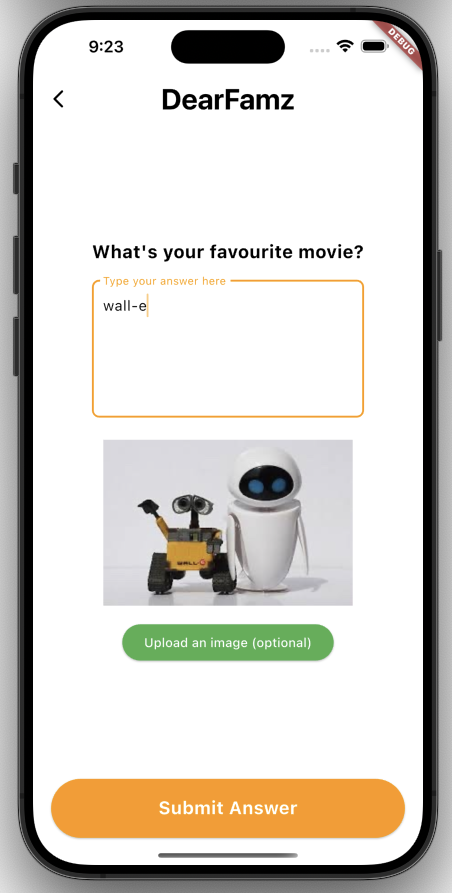 9:23
DEBUG
DearFamz
What's your favourite movie?
Type your answer here
wall-e
WALL•E
Upload an image (optional)
Submit Answer